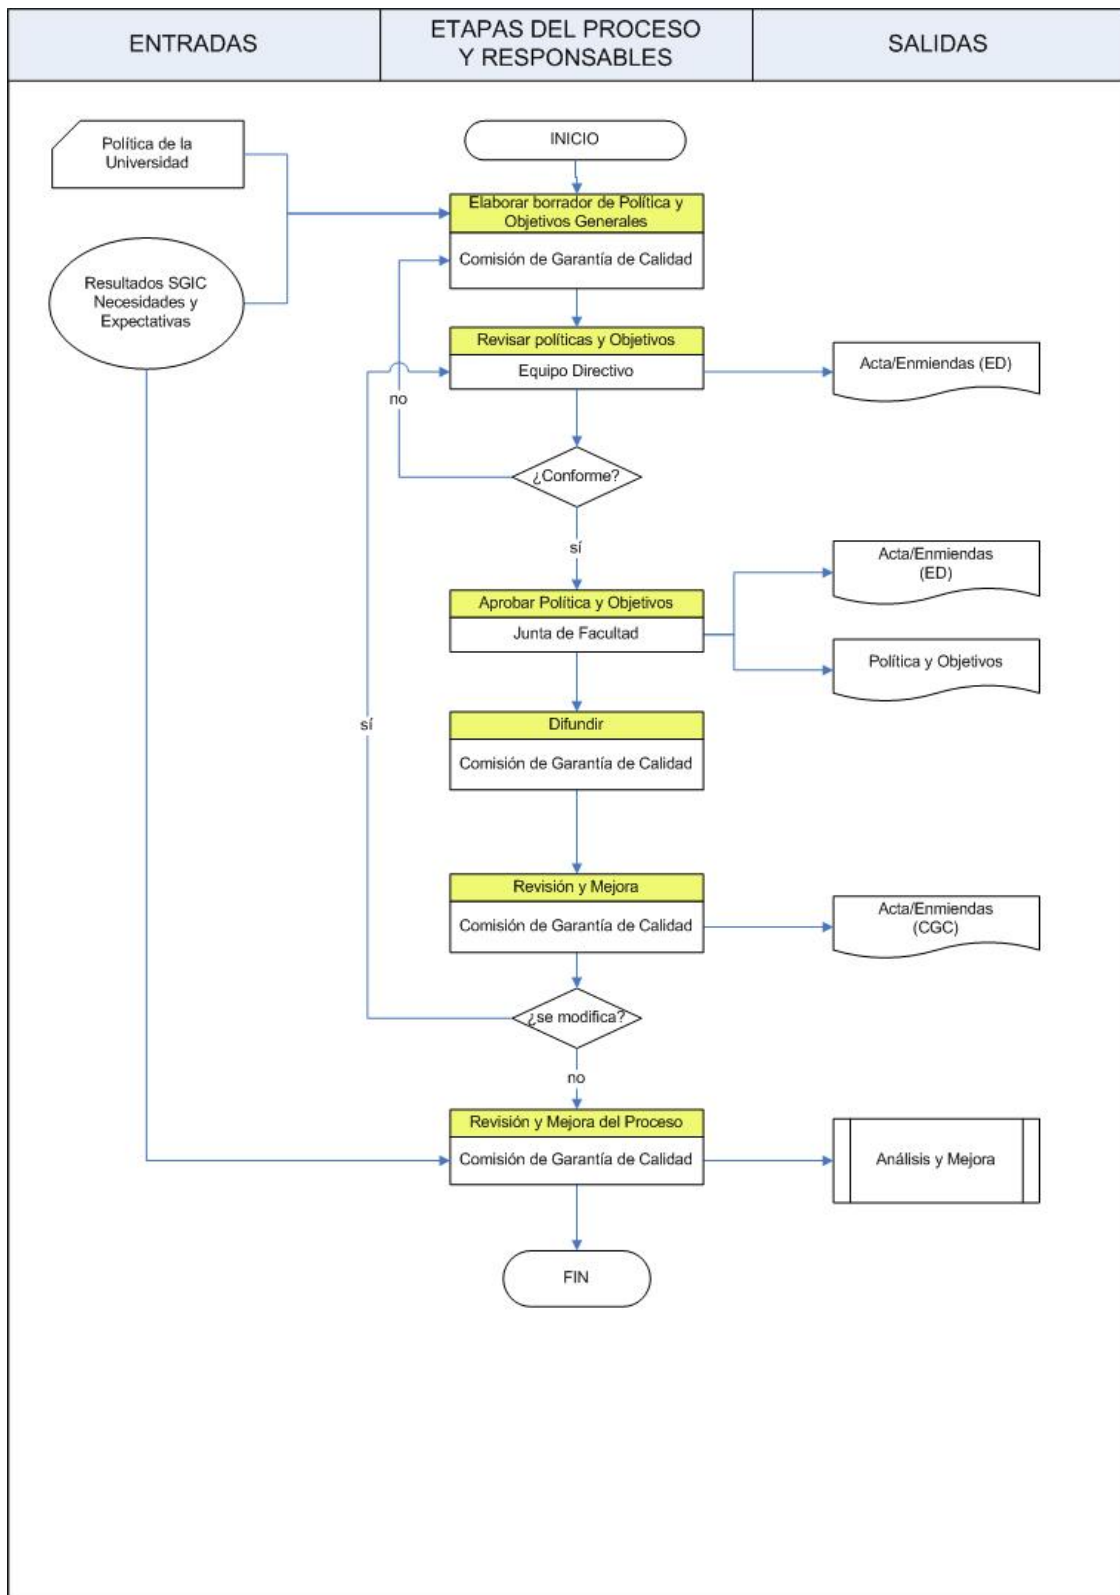 ENTRADAS
ETAPAS DEL PROCESO
Y RESPONSABLES
SALIDAS
Política de la
Universidad
INICIO
Elaborar borrador de Política y
Objetivos Generales
Comisión de Garantía de Calidad
Resultados SGIC
Necesidades y
Expectativas
Revisar políticas y Objetivos
Equipo Directivo
Acta/Enmiendas (ED)
no
¿Conforme?
sí
Acta/Enmiendas
(ED)
Aprobar Política y Objetivos
Junta de Facultad
Política y Objetivos
Difundir
sí
Comisión de Garantía de Calidad
Revisión y Mejora
Comisión de Garantía de Calidad
Acta/Enmiendas
(CGC)
¿se modifica?
no
Revisión y Mejora del Proceso
Comisión de Garantía de Calidad
Análisis y Mejora
FIN